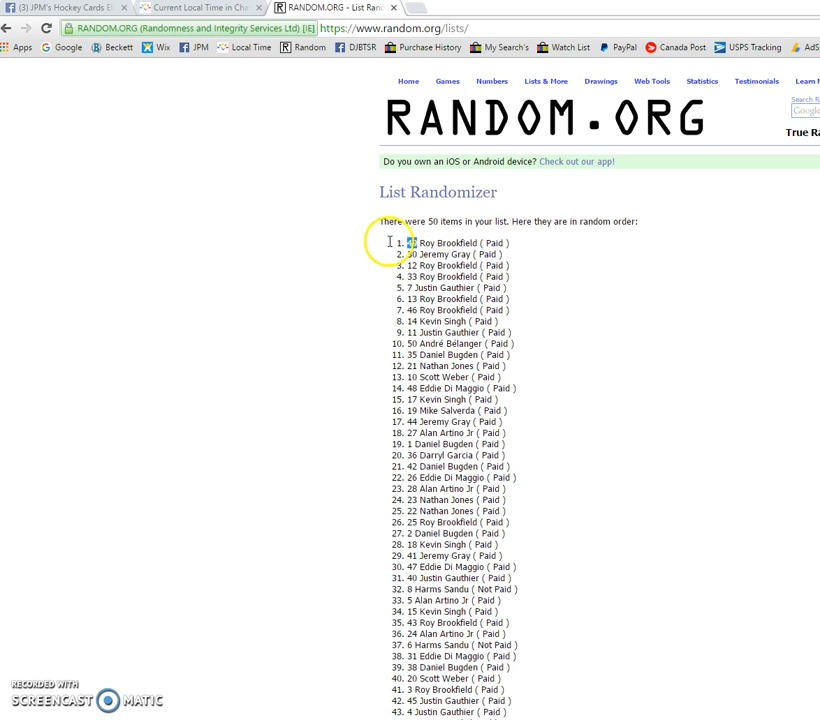 (3) JPM's Hockey Cards E
Current Local Time in Cha
RANDOM.ORG - List Ran
RANDOM.ORG (Randomness and Integrity Services Ltd) [IE] https://www.random.org/lists/
Apps Google Beckett Wix JPM Local Time Random DJBTSR Purchase History My Search's Watch List PayPal Canada Post USPS Tracking AdS
Home Games Numbers Lists & More Drawings Web Tools Statistics Testimonials Learn M
Search R
RANDOM.ORG
Google
True Ra
Do you own an iOS or Android device? Check out our app!
List Randomizer
There were 50 items in your list. Here they are in random order:
1. Roy Brookfield ( Paid )
2. 30 Jeremy Gray ( Paid )
3. 12 Roy Brookfield ( Paid )
4. 33 Roy Brookfield ( Paid )
5. 7 Justin Gauthier ( Paid )
6. 13 Roy Brookfield ( Paid )
7. 46 Roy Brookfield ( Paid )
8. 14 Kevin Singh ( Paid )
9. 11 Justin Gauthier ( Paid )
10. 50 André Bélanger ( Paid )
11. 35 Daniel Bugden ( Paid )
12. 21 Nathan Jones ( Paid )
13. 10 Scott Weber ( Paid )
14. 48 Eddie Di Maggio ( Paid )
15. 17 Kevin Singh ( Paid )
16. 19 Mike Salverda ( Paid )
17. 44 Jeremy Gray ( Paid )
18. 27 Alan Artino Jr ( Paid )
19. 1 Daniel Bugden ( Paid )
20. 36 Darryl Garcia ( Paid )
21. 42 Daniel Bugden ( Paid )
22. 26 Eddie Di Maggio ( Paid )
23. 28 Alan Artino Jr ( Paid )
24. 23 Nathan Jones ( Paid )
25. 22 Nathan Jones ( Paid )
26. 25 Roy Brookfield ( Paid )
27. 2 Daniel Bugden ( Paid )
28. 18 Kevin Singh ( Paid )
29. 41 Jeremy Gray ( Paid )
30. 47 Eddie Di Maggio ( Paid )
31. 40 Justin Gauthier ( Paid )
32. 8 Harms Sandu ( Not Paid )
33. 5 Alan Artino Jr ( Paid )
34. 15 Kevin Singh ( Paid )
35. 43 Roy Brookfield ( Paid )
36. 24 Alan Artino Jr ( Paid )
37. 6 Harms Sandu ( Not Paid )
38. 31 Eddie Di Maggio ( Paid )
39. 38 Daniel Bugden ( Paid )
40. 20 Scott Weber ( Paid )
41. 3 Roy Brookfield ( Paid )
42. 45 Justin Gauthier ( Paid )
43. 4 Justin Gauthier ( Paid )
RECORDED WITH
SCREENCAST MATIC